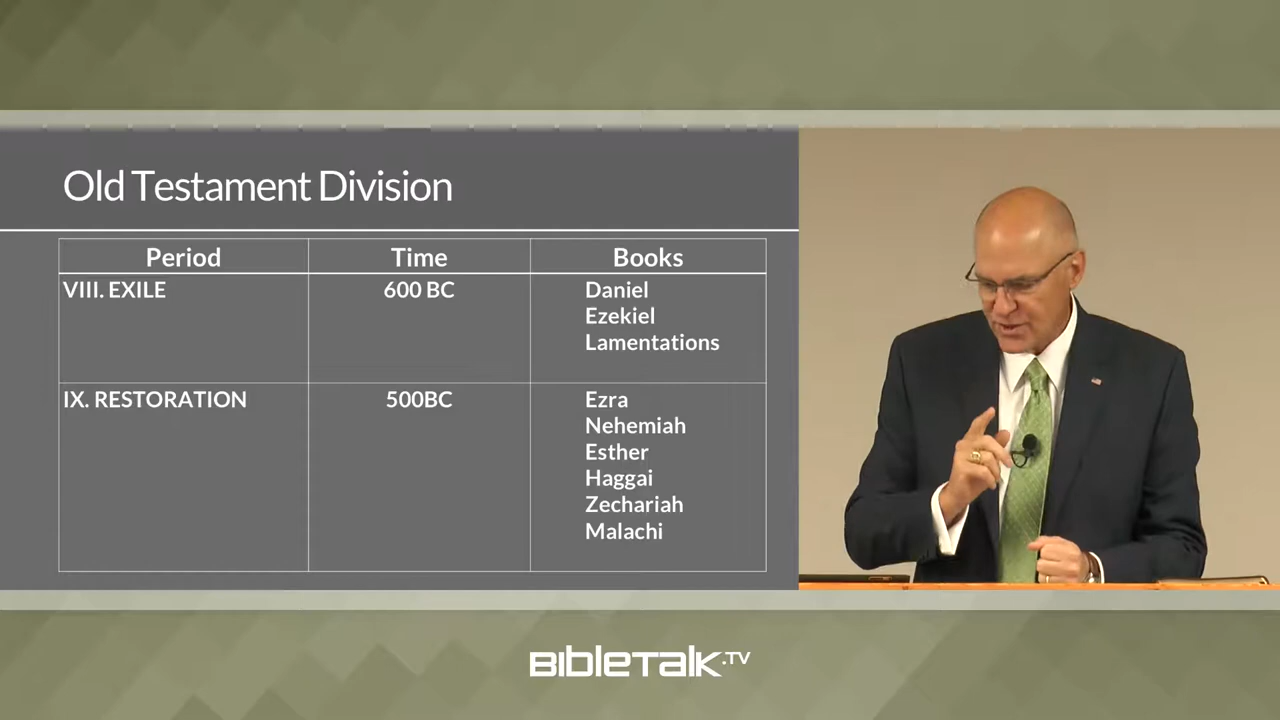 Old Testament Division
Period Time Books
VIII. EXILE 600 BC Daniel
Ezekiel
Lamentations
IX. RESTORATION 500BC Ezra
Nehemiah
Esther
Haggai
Zechariah
Malachi
BIBLETALK.TV